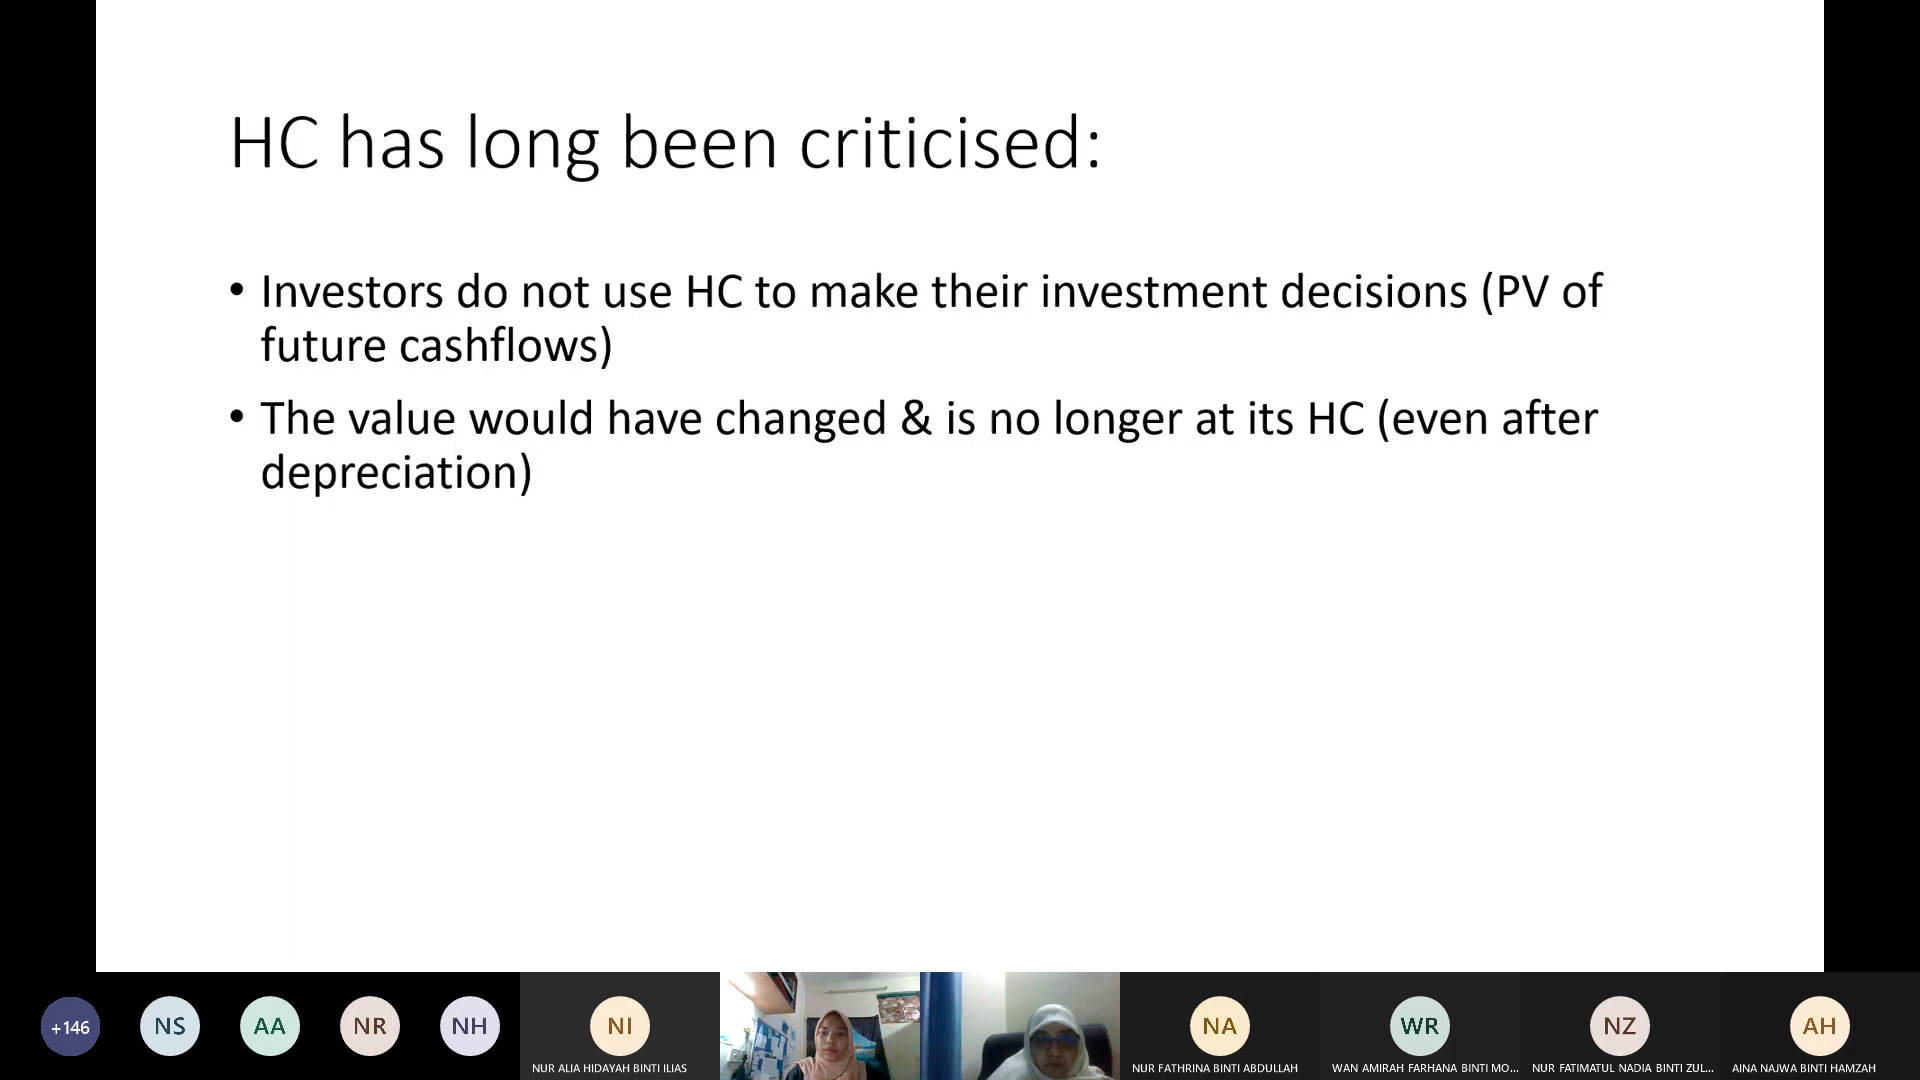 HC has long been criticised:
• Investors do not use HC to make their investment decisions (PV of
future cashflows)
• The value would have changed & is no longer at its HC (even after
depreciation)
+146
NS
AA
NR
NH
NI
NA
WR
NZ
AH
NUR ALIA HIDAYAH BINTI ILIAS
NUR FATHRINA BINTI ABDULLAH
WAN AMIRAH FARHANA BINTI MO...
NUR FATIMATUL NADIA BINTI ZUL...
AINA NAJWA BINTI HAMZAH